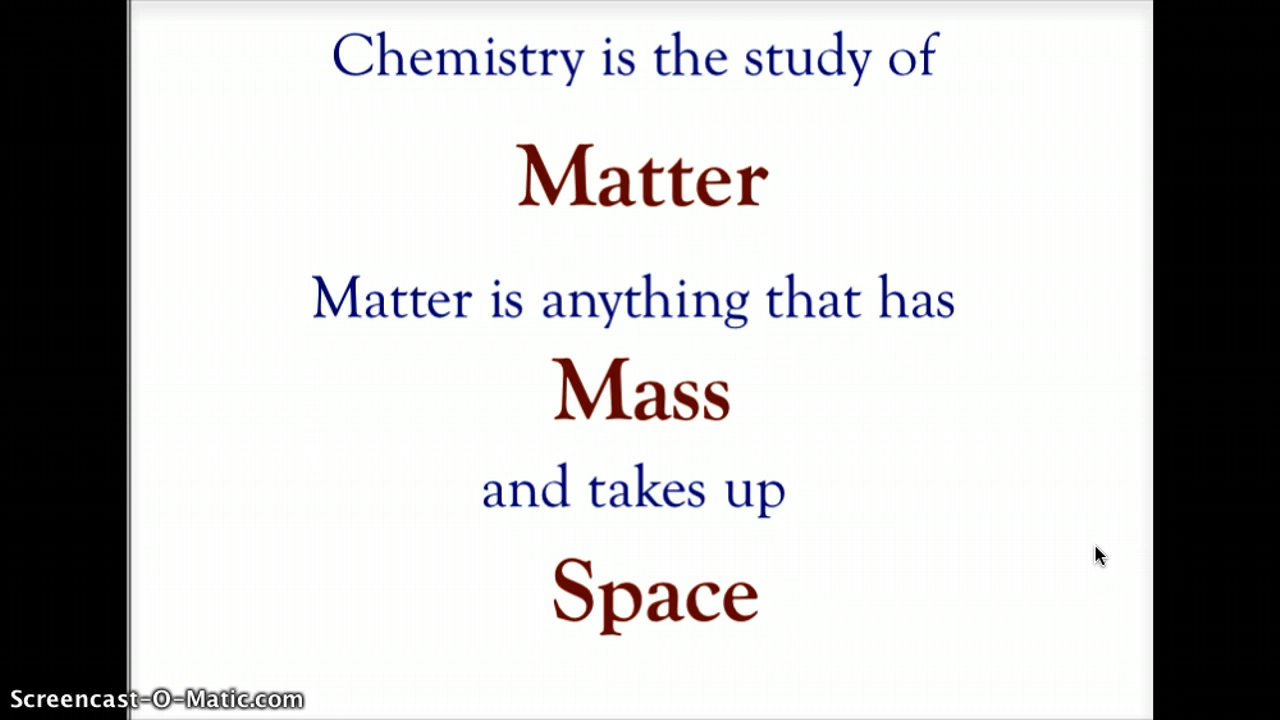 Chemistry is the study of
Matter
Matter is anything that has
Mass
and takes up
Space
Screencast-O-Matic.com